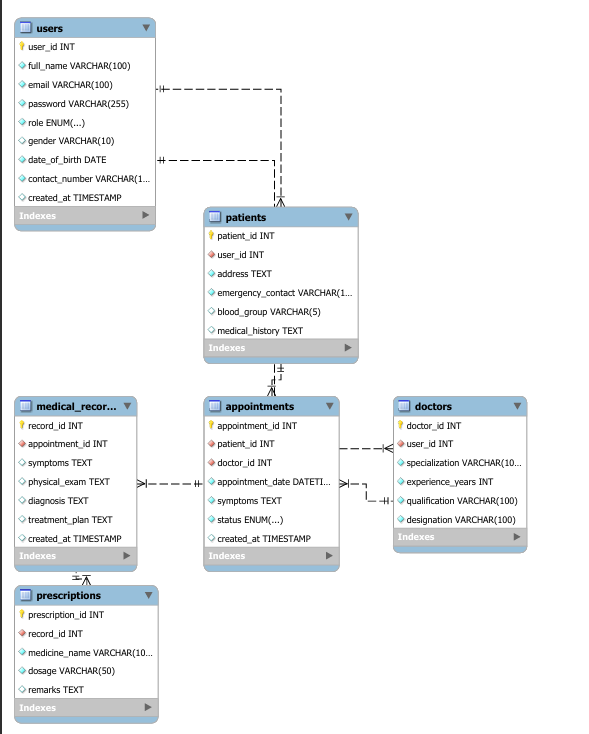 users
user_id INT
full_name VARCHAR(100)
email VARCHAR(100)
password VARCHAR(255)
role ENUM(...)
gender VARCHAR(10)
date_of_birth DATE
contact_number VARCHAR(1...
created_at TIMESTAMP
Indexes
patients
patient_id INT
user_id INT
address TEXT
emergency_contact VARCHAR(1...
blood_group VARCHAR(5)
medical_history TEXT
Indexes
medical_recor...
record_id INT
appointment_id INT
symptoms TEXT
physical_exam TEXT
diagnosis TEXT
treatment_plan TEXT
created_at TIMESTAMP
Indexes
appointments
appointment_id INT
patient_id INT
doctor_id INT
appointment_date DATETI...
symptoms TEXT
status ENUM(...)
created_at TIMESTAMP
Indexes
doctors
doctor_id INT
user_id INT
specialization VARCHAR(10...
experience_years INT
qualification VARCHAR(100)
designation VARCHAR(100)
Indexes
prescriptions
prescription_id INT
record_id INT
medicine_name VARCHAR(10...
dosage VARCHAR(50)
remarks TEXT
Indexes